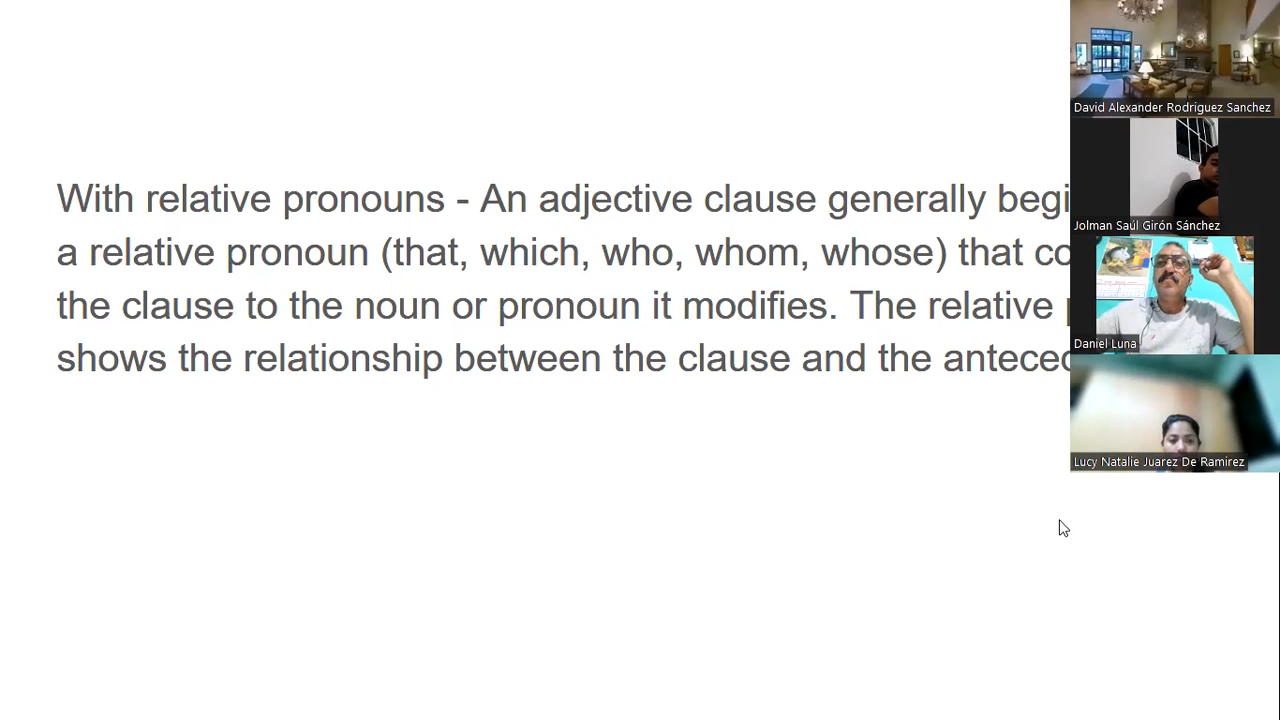 With relative pronouns - An adjective clause generally begi
a relative pronoun (that, which, who, whom, whose) that co
the clause to the noun or pronoun it modifies. The relative
shows the relationship between the clause and the anteced
David Alexander Rodríguez Sanchez
Jolman Saúl Girón Sánchez
Daniel Luna
Lucy Natalie Juarez De Ramirez